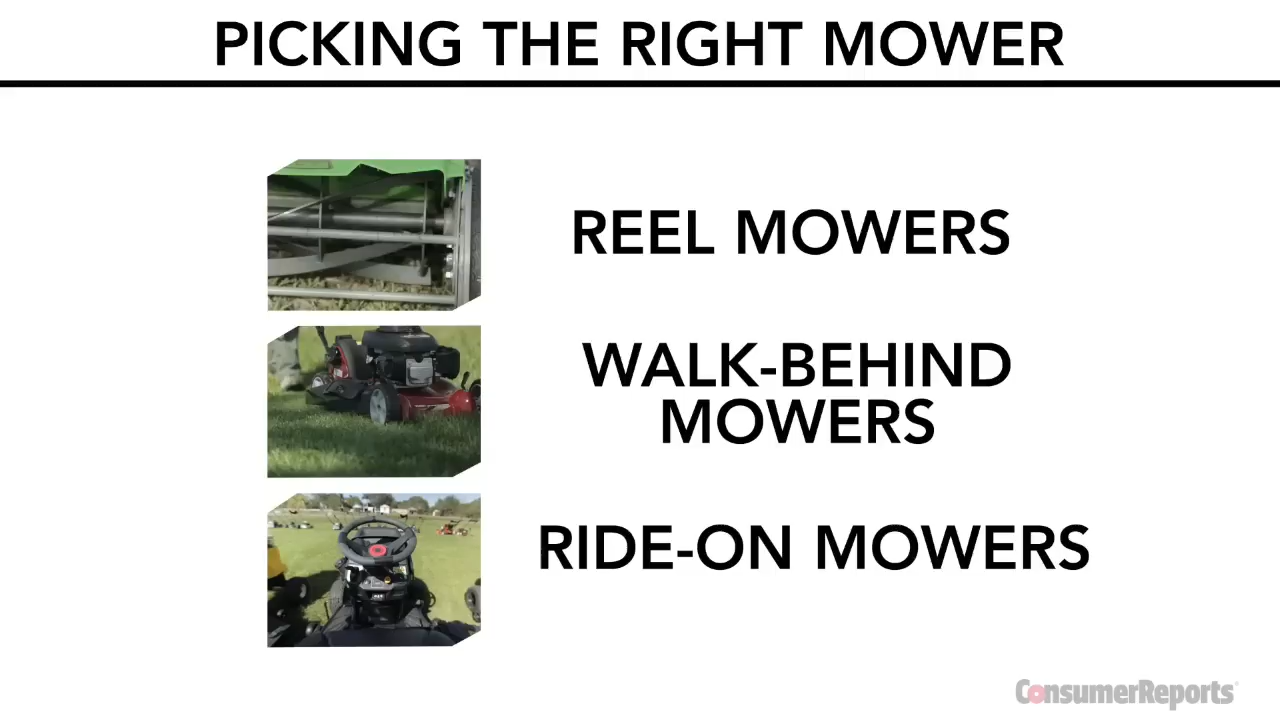 PICKING THE RIGHT MOWER
REEL MOWERS
WALK-BEHIND
MOWERS
RIDE-ON MOWERS
ConsumerReports